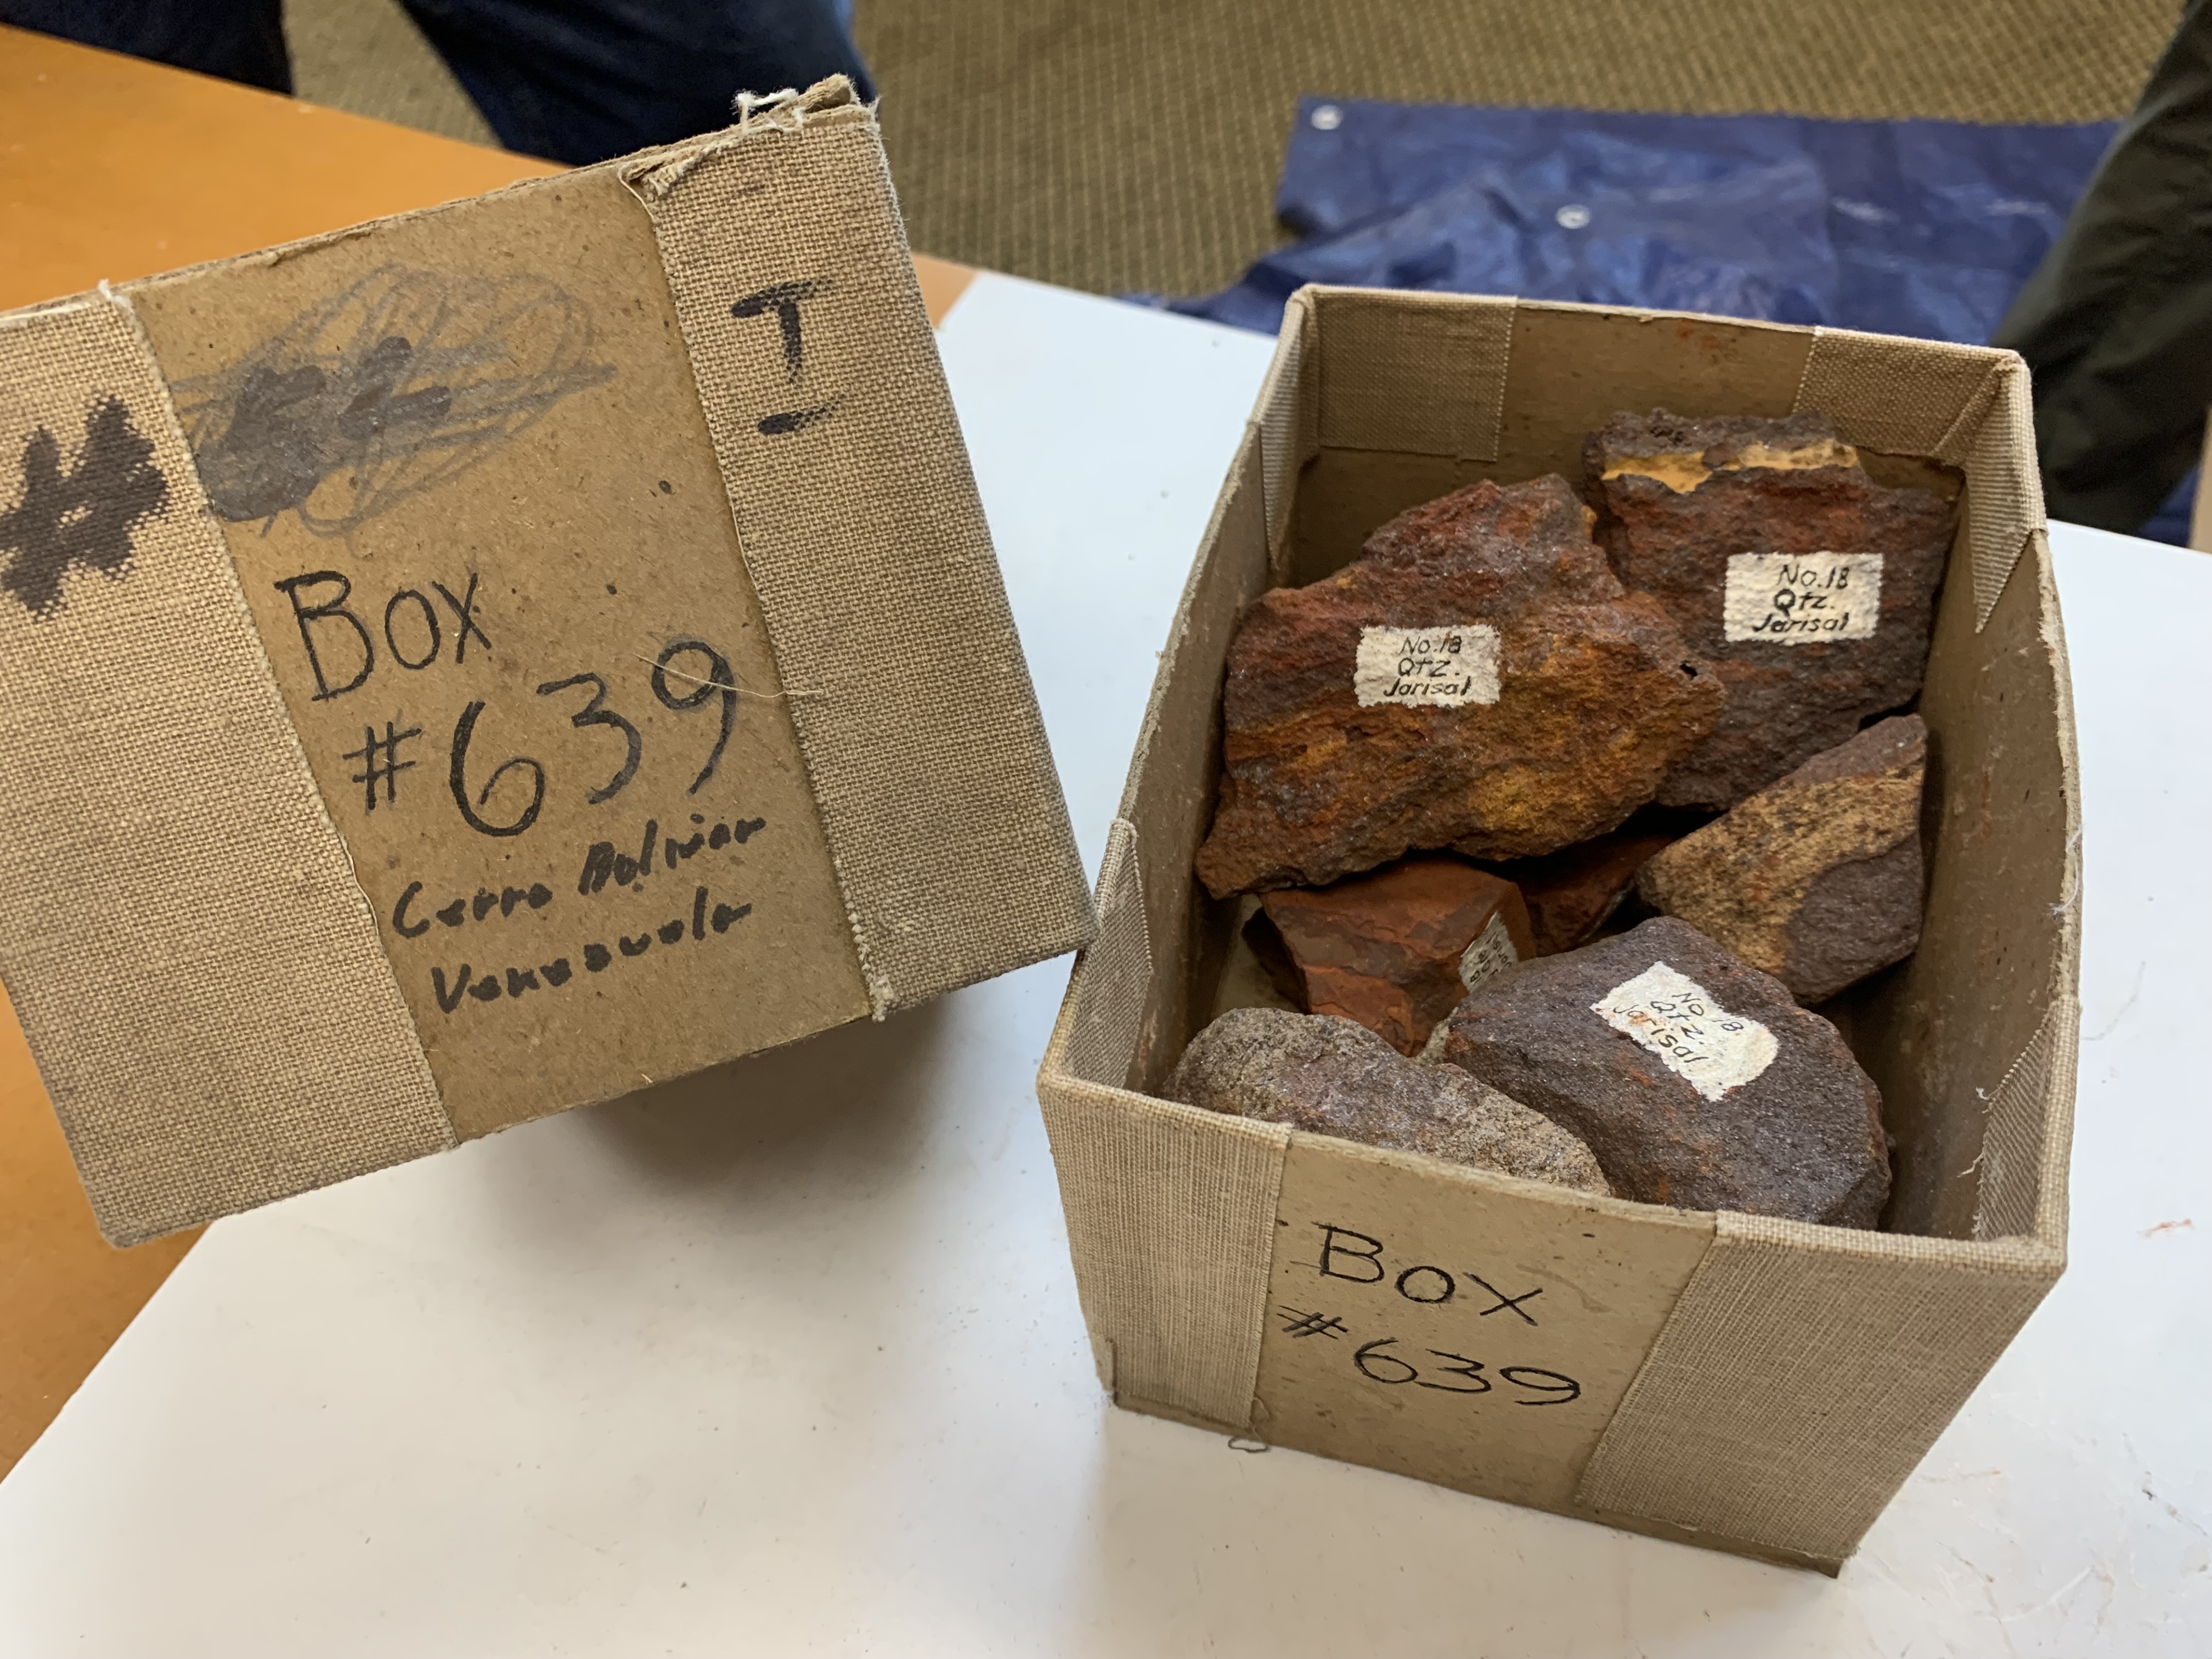 T
#
Box
#639
Cerro Bolivar
Venezuela
No.18
Qtz.
Jarisal
No.18
Qtz.
Jarisal
No.18
Qtz.
Jarisal
Box
#639